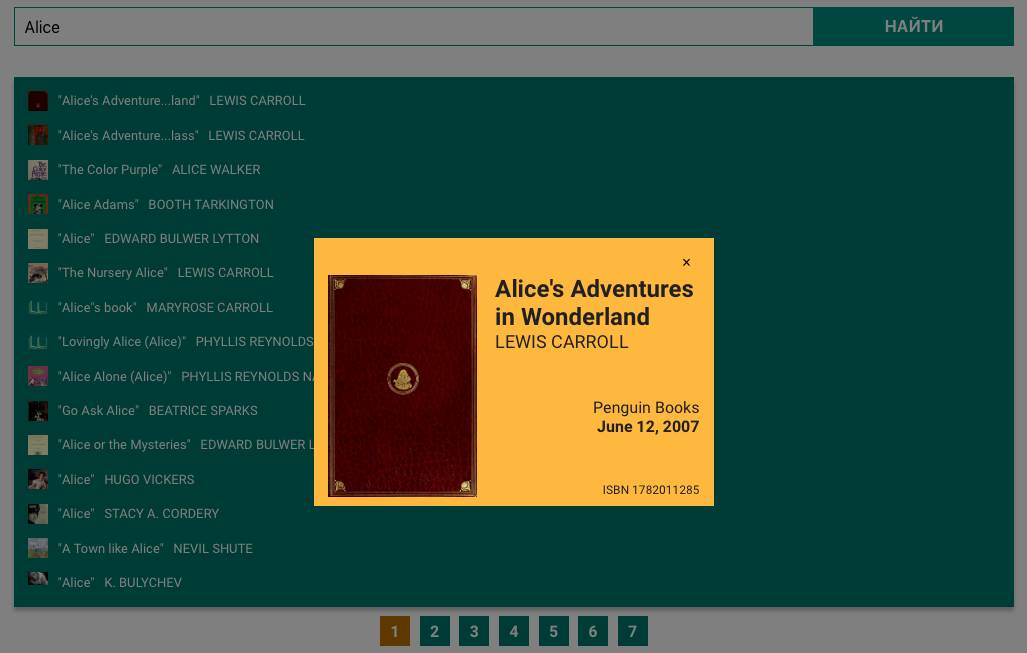 Alice
НАЙТИ
"Alice's Adventure...land" LEWIS CARROLL
"Alice's Adventure...lass" LEWIS CARROLL
"The Color Purple" ALICE WALKER
"Alice Adams" BOOTH TARKINGTON
"Alice" EDWARD BULWER LYTTON
"The Nursery Alice" LEWIS CARROLL
"Alice"s book" MARYROSE CARROLL
"Lovingly Alice (Alice)" PHYLLIS REYNOLDS
"Alice Alone (Alice)" PHYLLIS REYNOLDS NA
"Go Ask Alice" BEATRICE SPARKS
"Alice or the Mysteries" EDWARD BULWER L
"Alice" HUGO VICKERS
"Alice" STACY A. CORDERY
"A Town like Alice" NEVIL SHUTE
"Alice" K. BULYCHEV
×
Alice's Adventures
in Wonderland
LEWIS CARROLL
Penguin Books
June 12, 2007
ISBN 1782011285
1 2 3 4 5 6 7